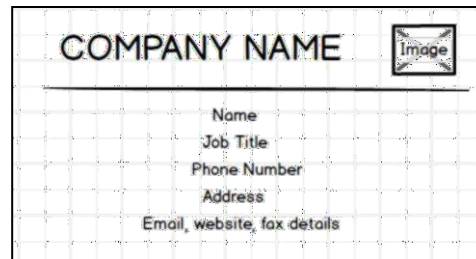 COMPANY NAME
Image
Name
Job Title
Phone Number
Address
Email, website, fax details